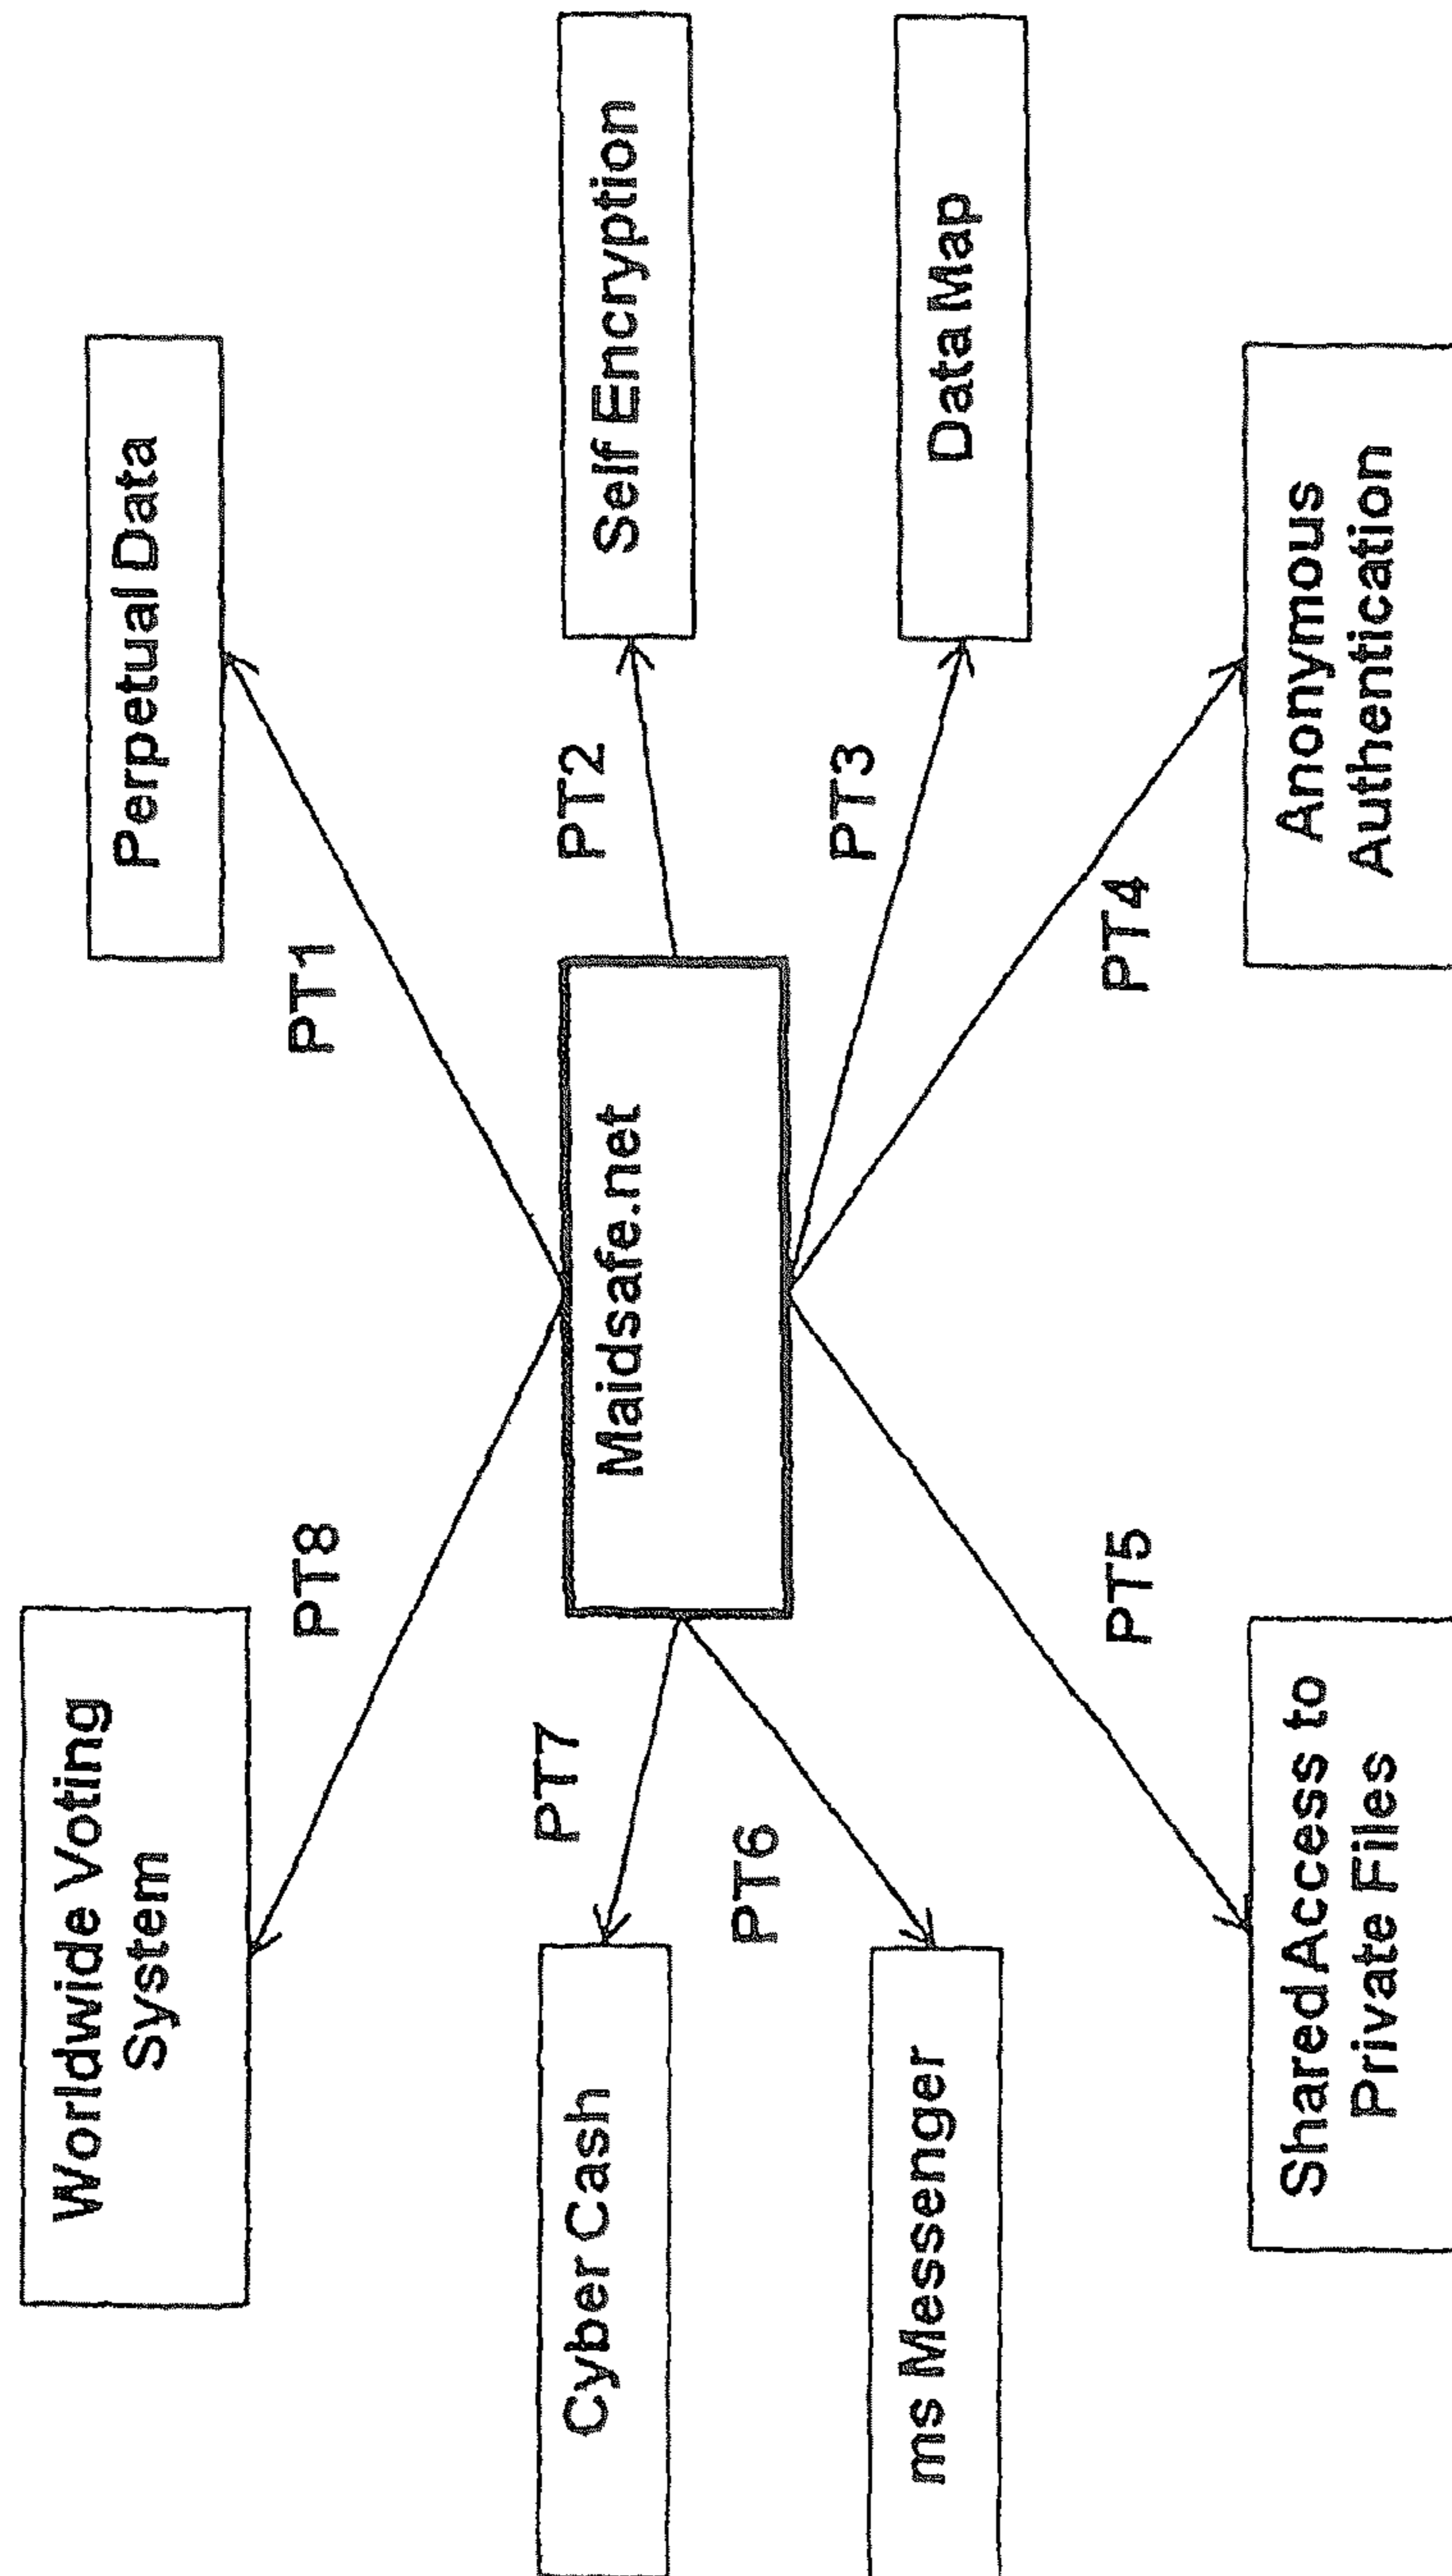 Worldwide Voting
System
Perpetual Data
PT8
PT1
Cyber Cash
PT7
Maidsafe.net
PT2
Self Encryption
PT6
PT3
ms Messenger
Data Map
PT5
PT4
Shared Access to
Private Files
Anonymous
Authentication